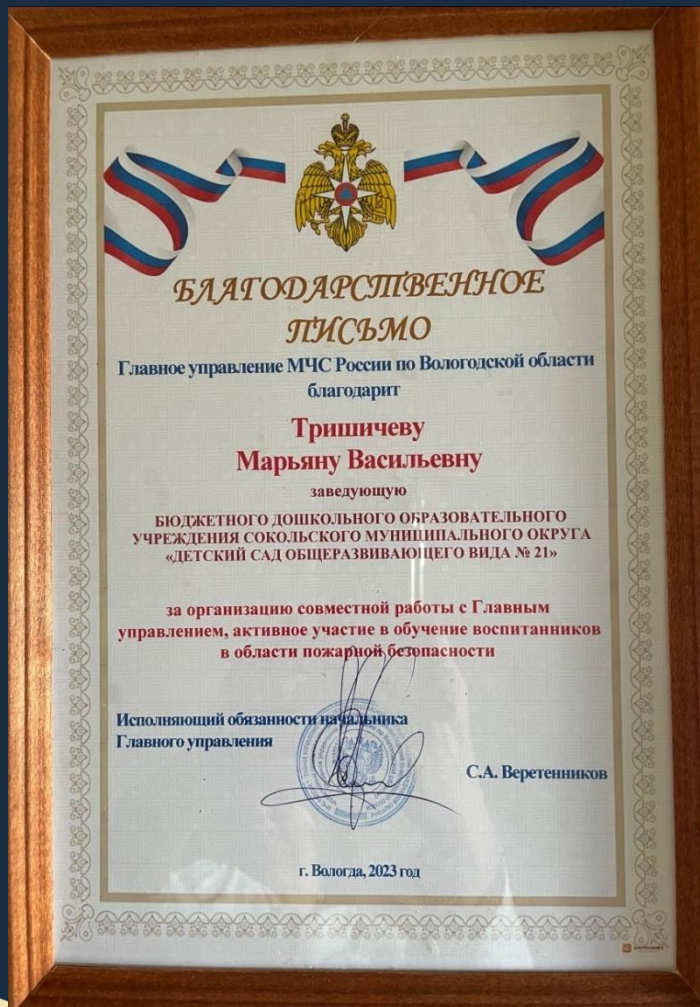 БЛАГОДАРСТВЕННОЕ
ПИСЬМО
Главное управление МЧС России по Вологодской области
благодарит
Тришичеву
Марьяну Васильевну
заведующую
БЮДЖЕТНОГО ДОШКОЛЬНОГО ОБРАЗОВАТЕЛЬНОГО
УЧРЕЖДЕНИЯ СОКОЛЬСКОГО МУНИЦИПАЛЬНОГО ОКРУГА
«ДЕТСКИЙ САД ОБЩЕРАЗВИВАЮЩЕГО ВИДА № 21»
за организацию совместной работы с Главным
управлением, активное участие в обучение воспитанников
в области пожарной безопасности
Исполняющий обязанности начальника
Главного управления
С.А. Веретенников
г. Вологда, 2023 год